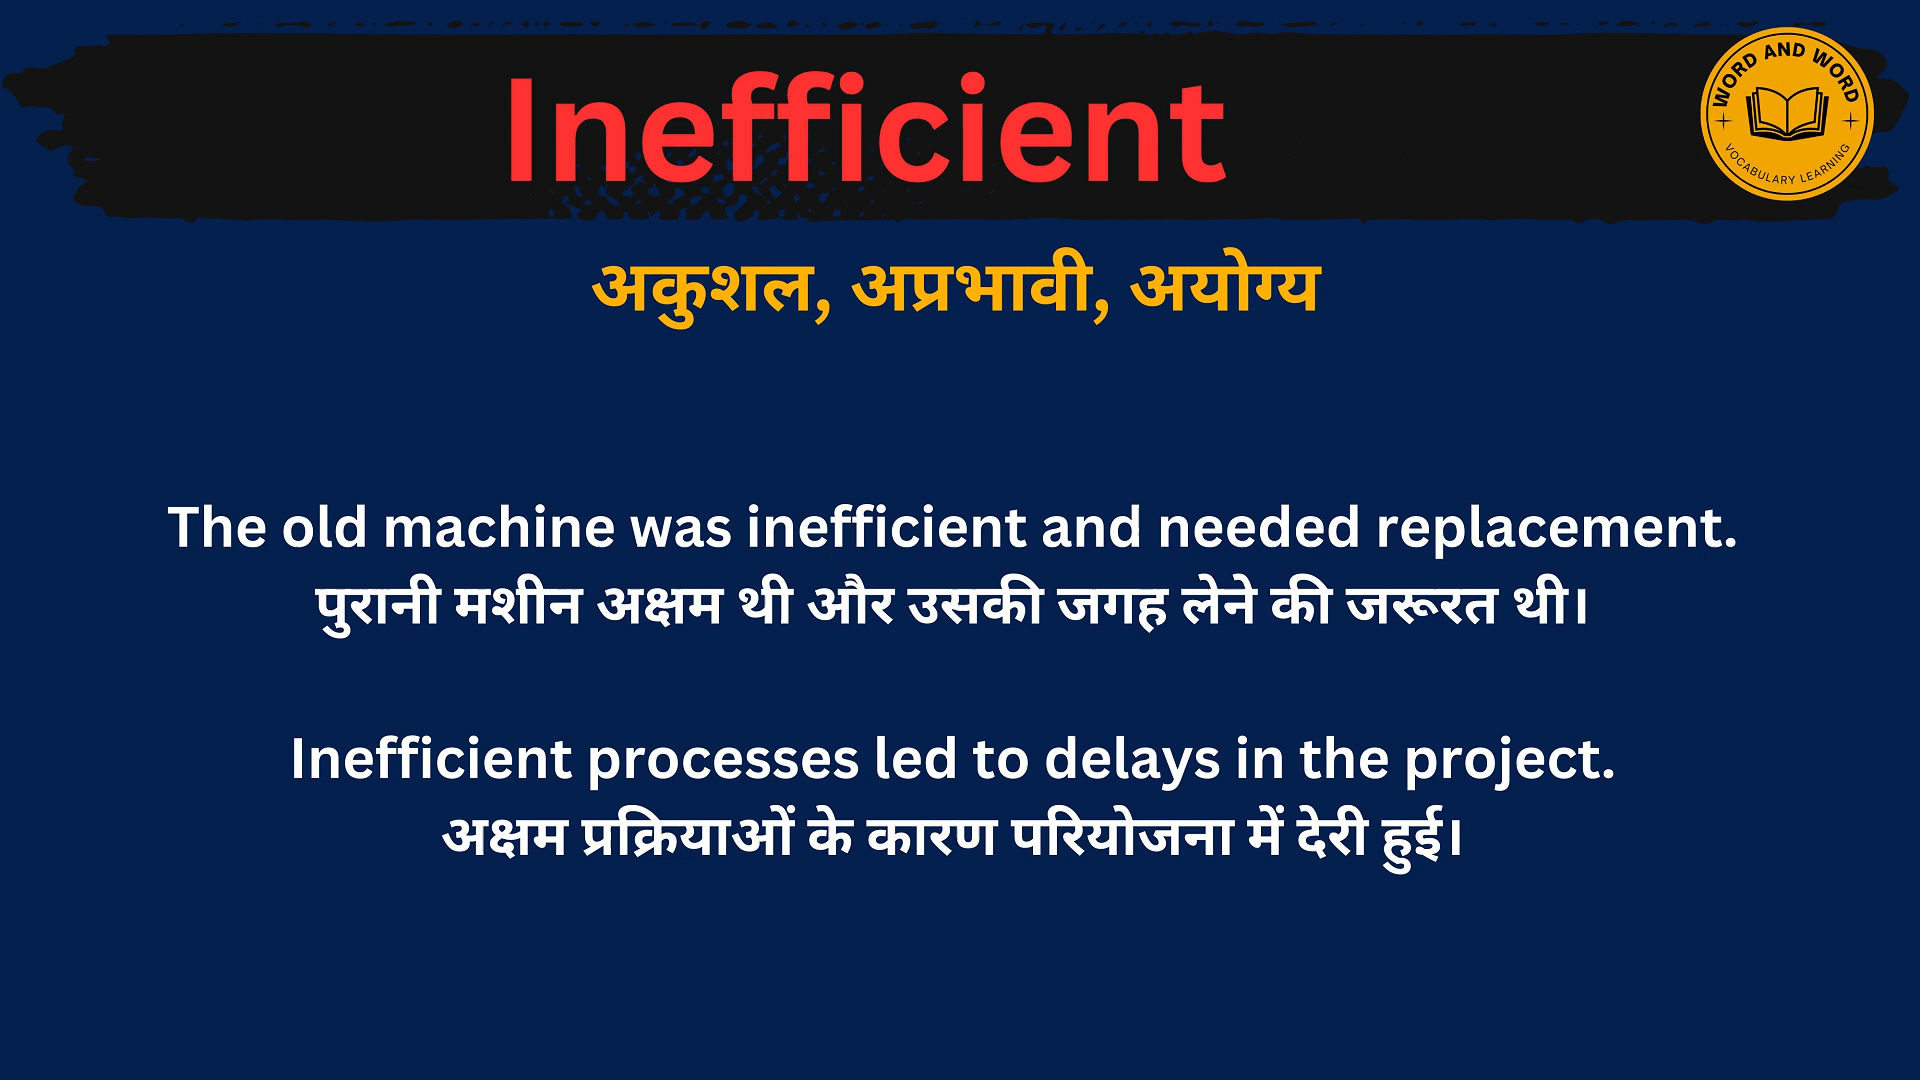 Inefficient
WORD AND WORD
VOCABULARY LEARNING
अकुशल, अप्रभावी, अयोग्य
The old machine was inefficient and needed replacement.
पुरानी मशीन अक्षम थी और उसकी जगह लेने की जरूरत थी।
Inefficient processes led to delays in the project.
अक्षम प्रक्रियाओं के कारण परियोजना में देरी हुई।